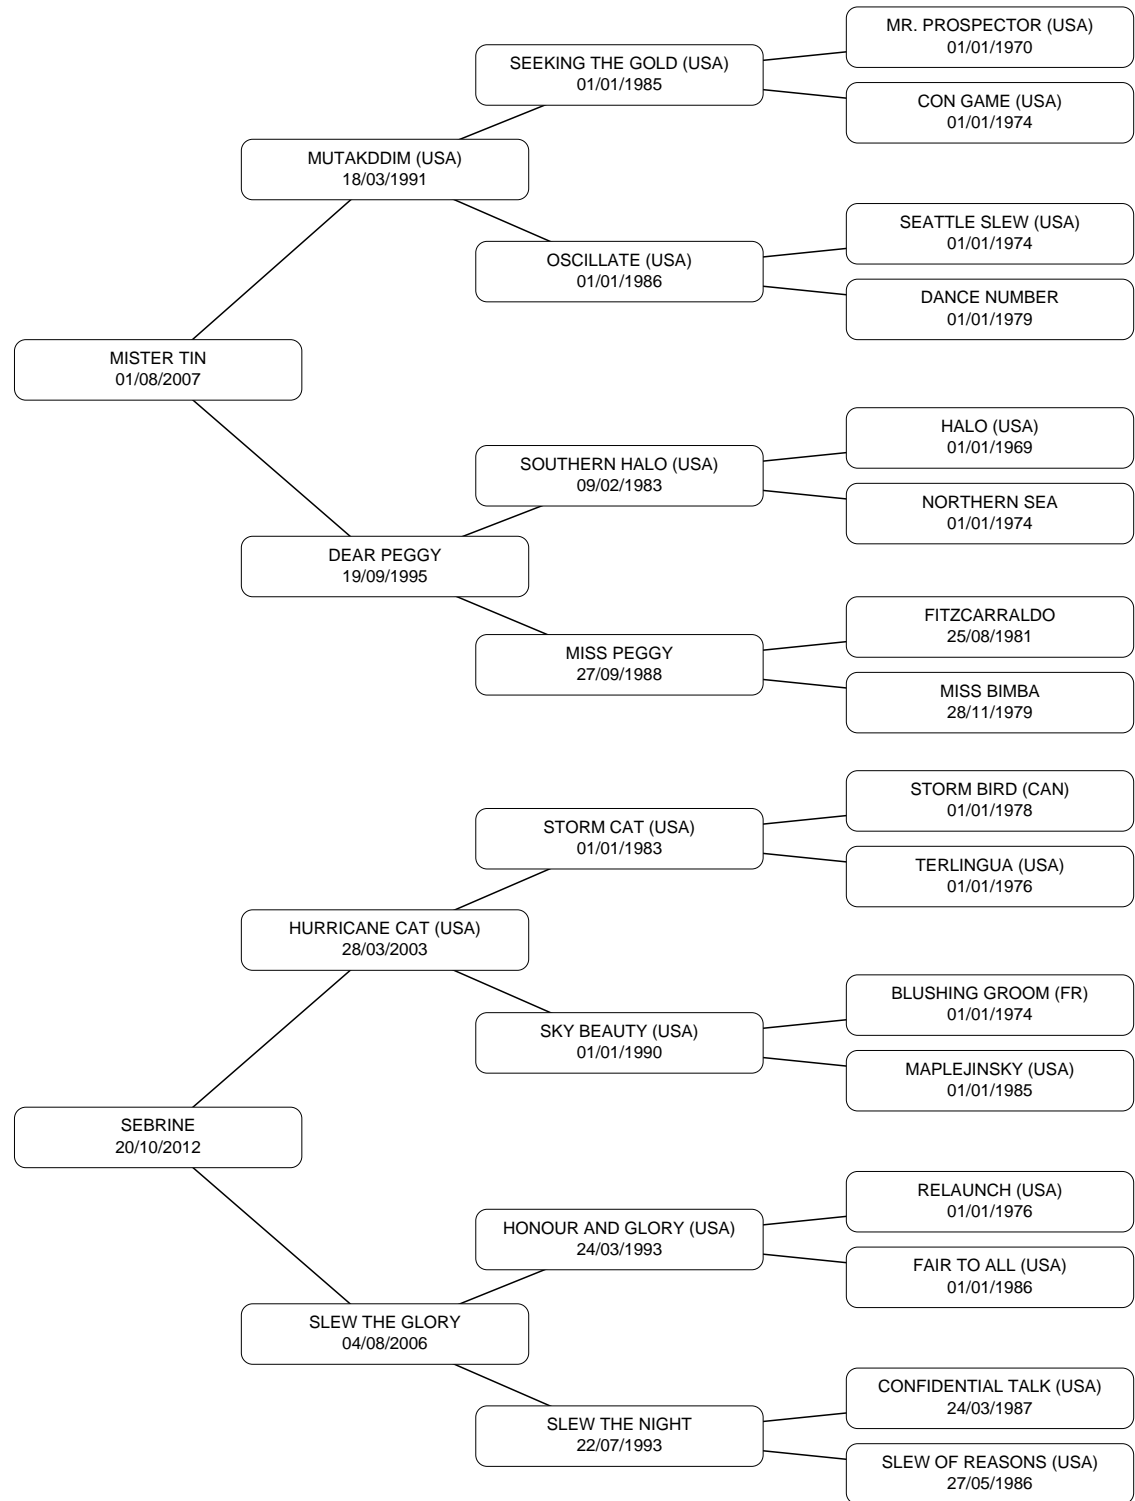 MR. PROSPECTOR (USA)
01/01/1970
SEEKING THE GOLD (USA)
01/01/1985
CON GAME (USA)
01/01/1974
MUTAKDDIM (USA)
18/03/1991
SEATTLE SLEW (USA)
01/01/1974
OSCILLATE (USA)
01/01/1986
DANCE NUMBER
01/01/1979
MISTER TIN
01/08/2007
HALO (USA)
01/01/1969
SOUTHERN HALO (USA)
09/02/1983
NORTHERN SEA
01/01/1974
DEAR PEGGY
19/09/1995
FITZCARRALDO
25/08/1981
MISS PEGGY
27/09/1988
MISS BIMBA
28/11/1979
STORM BIRD (CAN)
01/01/1978
STORM CAT (USA)
01/01/1983
TERLINGUA (USA)
01/01/1976
HURRICANE CAT (USA)
28/03/2003
BLUSHING GROOM (FR)
01/01/1974
SKY BEAUTY (USA)
01/01/1990
MAPLEJINSKY (USA)
01/01/1985
SEBRINE
20/10/2012
RELAUNCH (USA)
01/01/1976
HONOUR AND GLORY (USA)
24/03/1993
FAIR TO ALL (USA)
01/01/1986
SLEW THE GLORY
04/08/2006
CONFIDENTIAL TALK (USA)
24/03/1987
SLEW THE NIGHT
22/07/1993
SLEW OF REASONS (USA)
27/05/1986